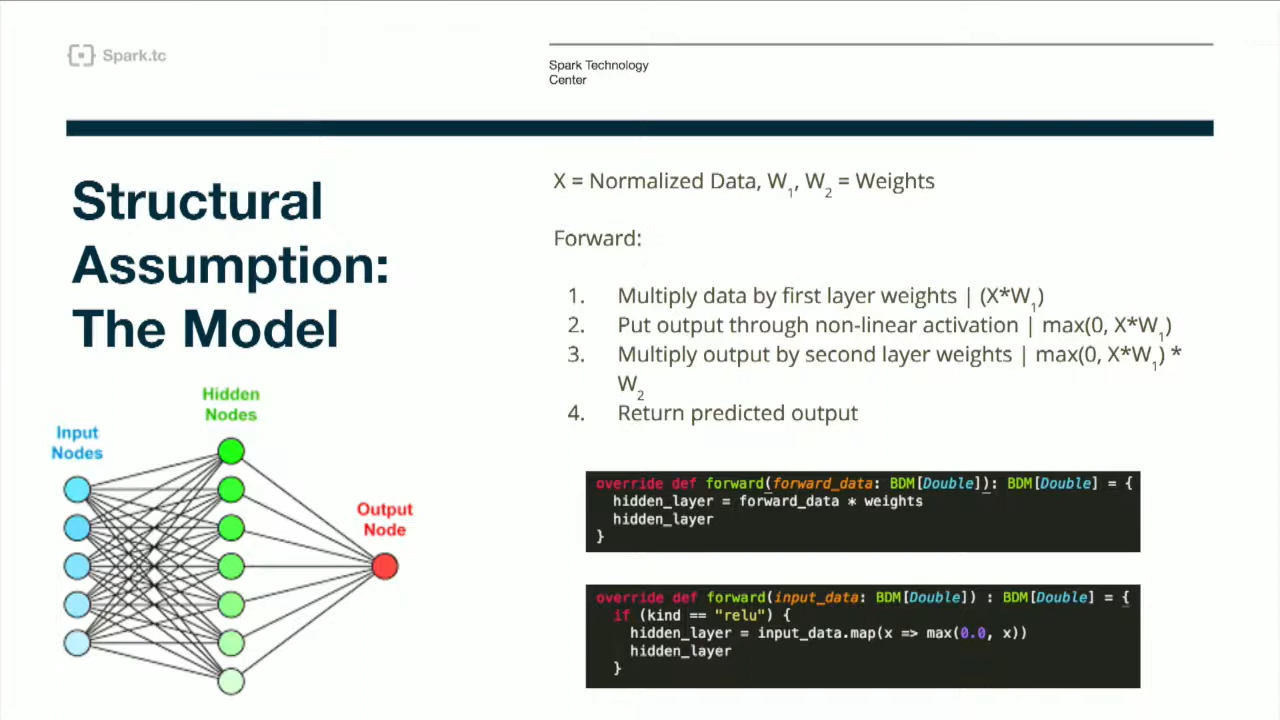 Spark.tc
Spark Technology
Center
Structural
Assumption:
The Model
X = Normalized Data, W1, W2 = Weights
Forward:
1. Multiply data by first layer weights | (X*W1)
2. Put output through non-linear activation | max(0, X*W1)
3. Multiply output by second layer weights | max(0, X*W1) *
W2
4. Return predicted output
Hidden
Nodes
Input
Nodes
Output
Node
override def forward(forward_data: BDM[Double]): BDM[Double] = {
hidden_layer = forward_data * weights
hidden_layer
}
override def forward(input_data: BDM[Double]) : BDM[Double] = {
if (kind == "relu") {
hidden_layer = input_data.map(x => max(0.0, x))
hidden_layer
}